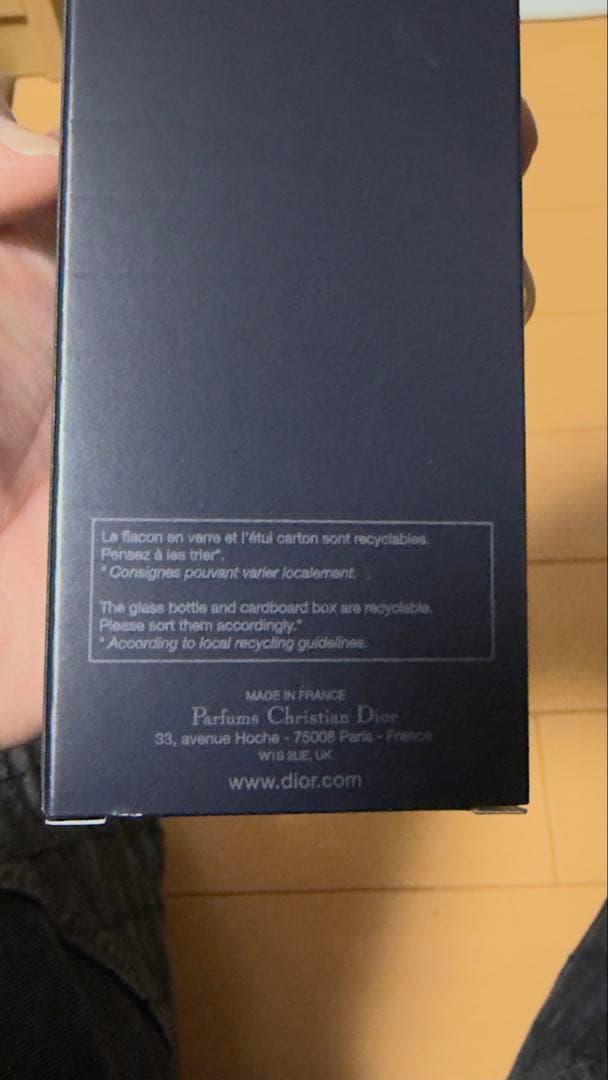 Le flacon en verre et l'étui carton sont recyclables.
Pensez à les trier*.
* Consignes pouvant varier localement.
The glass bottle and cardboard box are recyclable.
Please sort them accordingly.*
* According to local recycling guidelines.
MADE IN FRANCE
Parfums Christian Dior
33, avenue Hoche - 75008 Paris - France
W1S 2UE, UK
www.dior.com